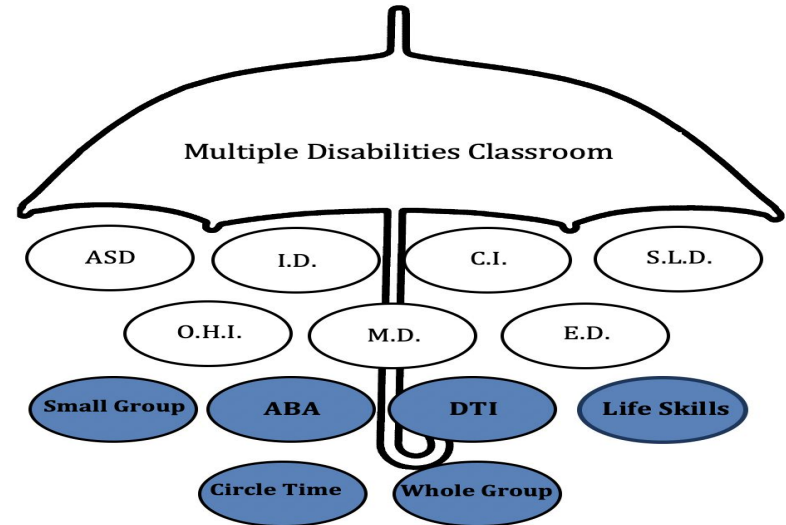 Multiple Disabilities Classroom
ASD
I.D.
C.I.
S.L.D.
O.H.I.
M.D.
E.D.
Small Group
ABA
DTI
Life Skills
Circle Time
Whole Group